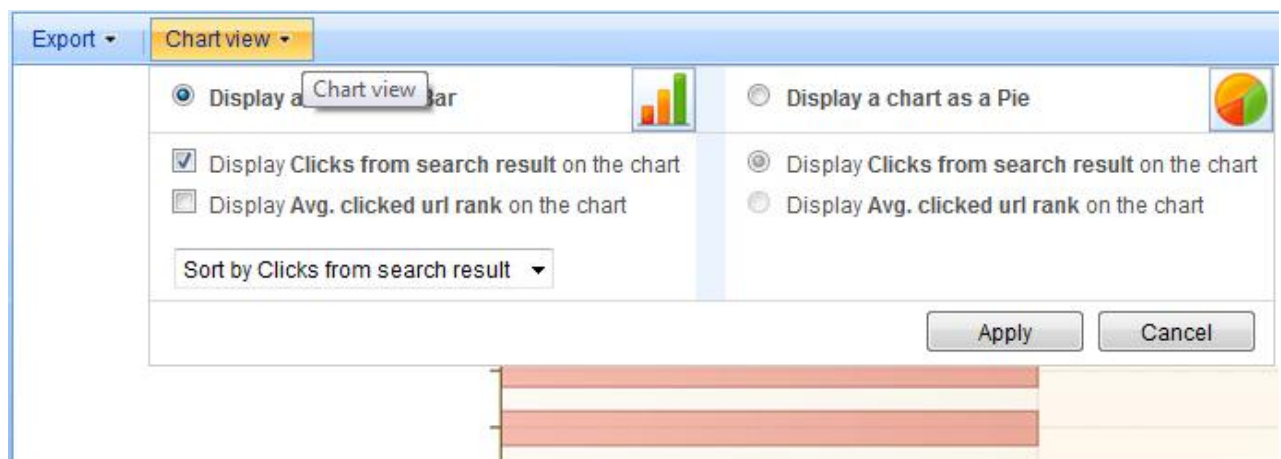 Export
Chart view
Chart view
Display a Bar
Display a chart as a Pie
Display Clicks from search result on the chart
Display Avg. clicked url rank on the chart
Display Clicks from search result on the chart
Display Avg. clicked url rank on the chart
Sort by Clicks from search result
Apply
Cancel